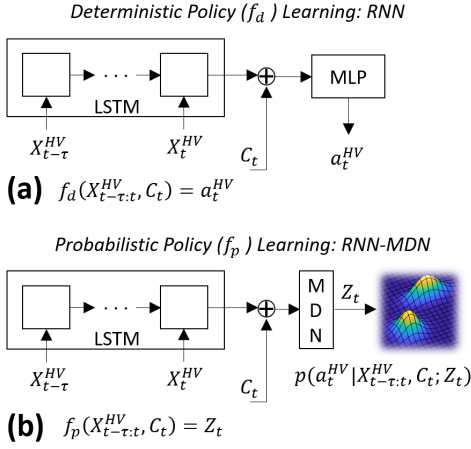 Deterministic Policy (f_d ) Learning: RNN
· · ·
LSTM
MLP
X_{t−τ}^{HV}
X_t^{HV}
C_t
a_t^{HV}
(a) f_d(X_{t−τ:t}^{HV}, C_t) = a_t^{HV}
Probabilistic Policy (f_p ) Learning: RNN-MDN
· · ·
LSTM
M
D
N
Z_t
X_{t−τ}^{HV}
X_t^{HV}
C_t
p(a_t^{HV}|X_{t−τ:t}^{HV}, C_t; Z_t)
(b) f_p(X_{t−τ:t}^{HV}, C_t) = Z_t